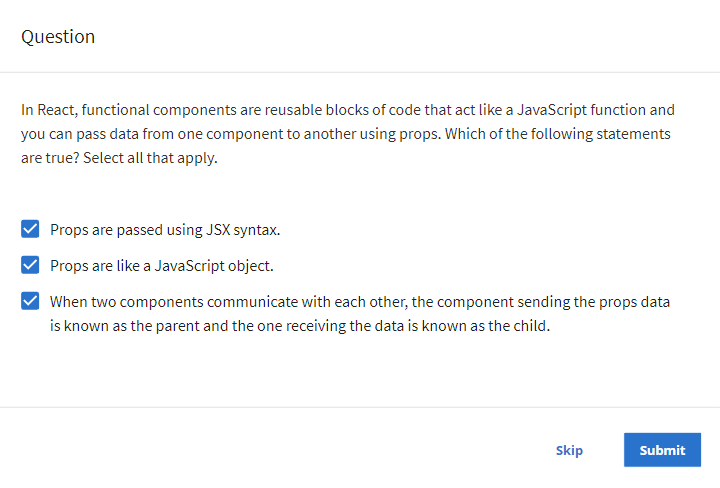 Question
In React, functional components are reusable blocks of code that act like a JavaScript function and
you can pass data from one component to another using props. Which of the following statements
are true? Select all that apply.
Props are passed using JSX syntax.
Props are like a JavaScript object.
When two components communicate with each other, the component sending the props data
is known as the parent and the one receiving the data is known as the child.
Skip
Submit